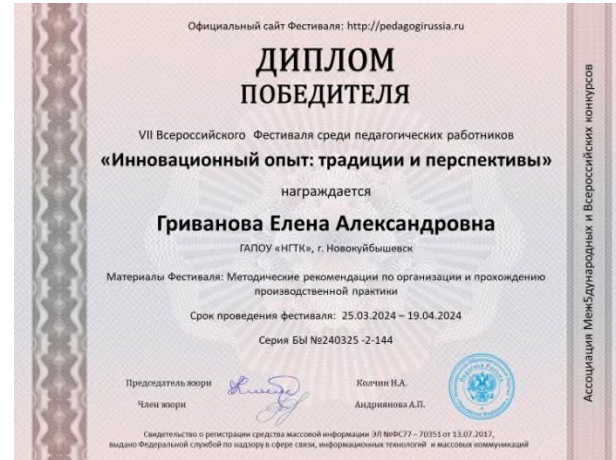 Официальный сайт Фестиваля: http://pedagogirussia.ru
ДИПЛОМ
ПОБЕДИТЕЛЯ
VII Всероссийского Фестиваля среди педагогических работников
«Инновационный опыт: традиции и перспективы»
награждается
Гриванова Елена Александровна
ГАПОУ «НГТК», г. Новокуйбышевск
Материалы Фестиваля: Методические рекомендации по организации и прохождению
производственной практики
Срок проведения фестиваля: 25.03.2024 – 19.04.2024
Серия БЫ №240325 -2-144
Председатель жюри
Колчин Н.А.
Член жюри
Андриянова А.П.
Свидетельство о регистрации средства массовой информации ЭЛ №ФС77 – 70351 от 13.07.2017,
выдано Федеральной службой по надзору в сфере связи, информационных технологий и массовых коммуникаций
Ассоциация Меж5дународных и Всероссийских конкурсов